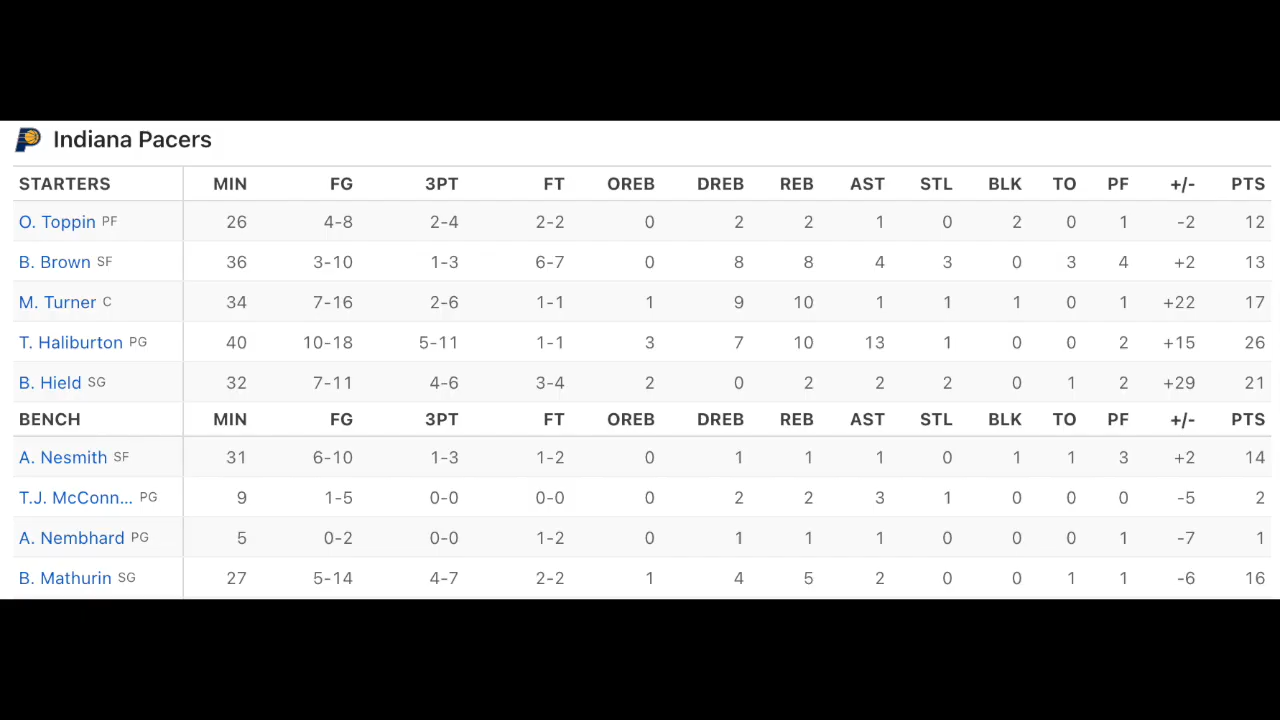 Indiana Pacers
STARTERS MIN FG 3PT FT OREB DREB REB AST STL BLK TO PF +/- PTS
O. Toppin PF 26 4-8 2-4 2-2 0 2 2 1 0 2 0 1 -2 12
B. Brown SF 36 3-10 1-3 6-7 0 8 8 4 3 0 3 4 +2 13
M. Turner C 34 7-16 2-6 1-1 1 9 10 1 1 1 0 1 +22 17
T. Haliburton PG 40 10-18 5-11 1-1 3 7 10 13 1 0 0 2 +15 26
B. Hield SG 32 7-11 4-6 3-4 2 0 2 2 2 0 1 2 +29 21
BENCH MIN FG 3PT FT OREB DREB REB AST STL BLK TO PF +/- PTS
A. Nesmith SF 31 6-10 1-3 1-2 0 1 1 1 0 1 1 3 +2 14
T.J. McConn... PG 9 1-5 0-0 0-0 0 2 2 3 1 0 0 0 -5 2
A. Nembhard PG 5 0-2 0-0 1-2 0 1 1 1 0 0 0 1 -7 1
B. Mathurin SG 27 5-14 4-7 2-2 1 4 5 2 0 0 1 1 -6 16